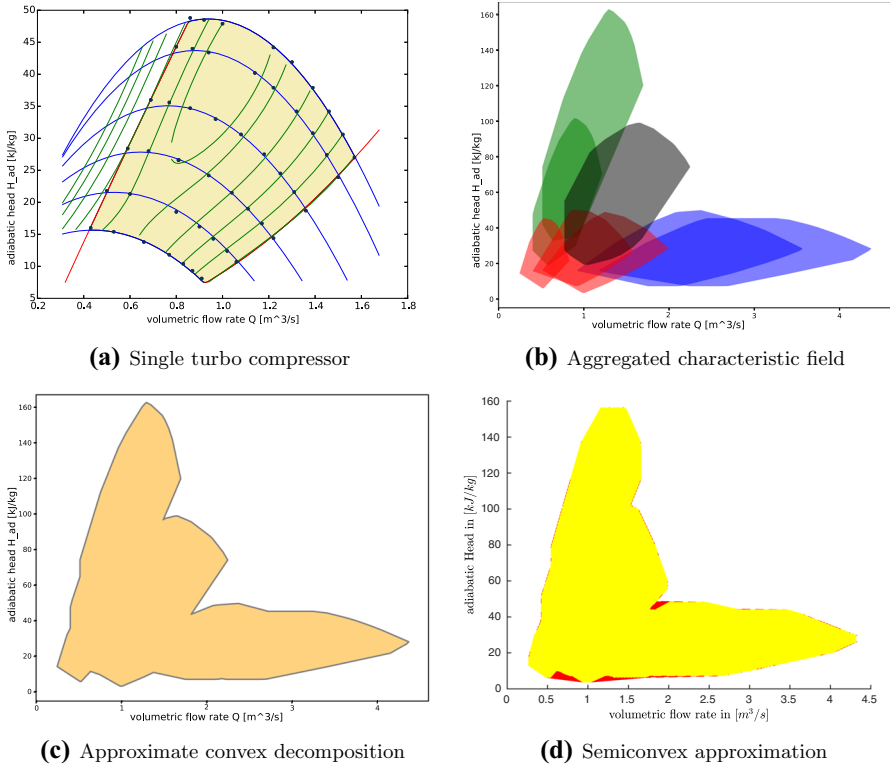 50
45
40
35
30
25
20
15
10
5
adiabatic head H_ad [kJ/kg]
0.2 0.4 0.6 0.8 1.0 1.2 1.4 1.6 1.8
volumetric flow rate Q [m^3/s]
(a) Single turbo compressor
160
140
120
100
80
60
40
20
0
adiabatic head H_ad [kJ/kg]
0 1 2 3 4
volumetric flow rate Q [m^3/s]
(b) Aggregated characteristic field
160
140
120
100
80
60
40
20
0
adiabatic head H_ad [kJ/kg]
0 1 2 3 4
volumetric flow rate Q [m^3/s]
(c) Approximate convex decomposition
160
140
120
100
80
60
40
20
0
adiabatic Head in [kJ/kg]
0 0.5 1 1.5 2 2.5 3 3.5 4 4.5
volumetric flow rate in [m³/s]
(d) Semiconvex approximation